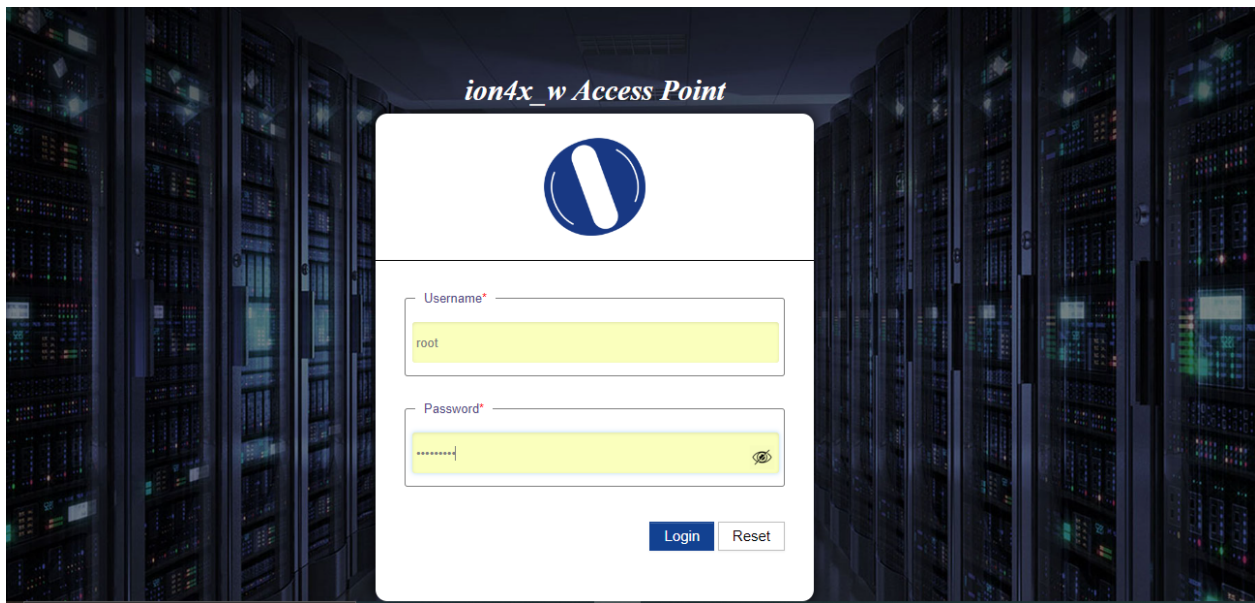 ion4x_w Access Point
Username*
root
Password*
•••••••••
Login
Reset